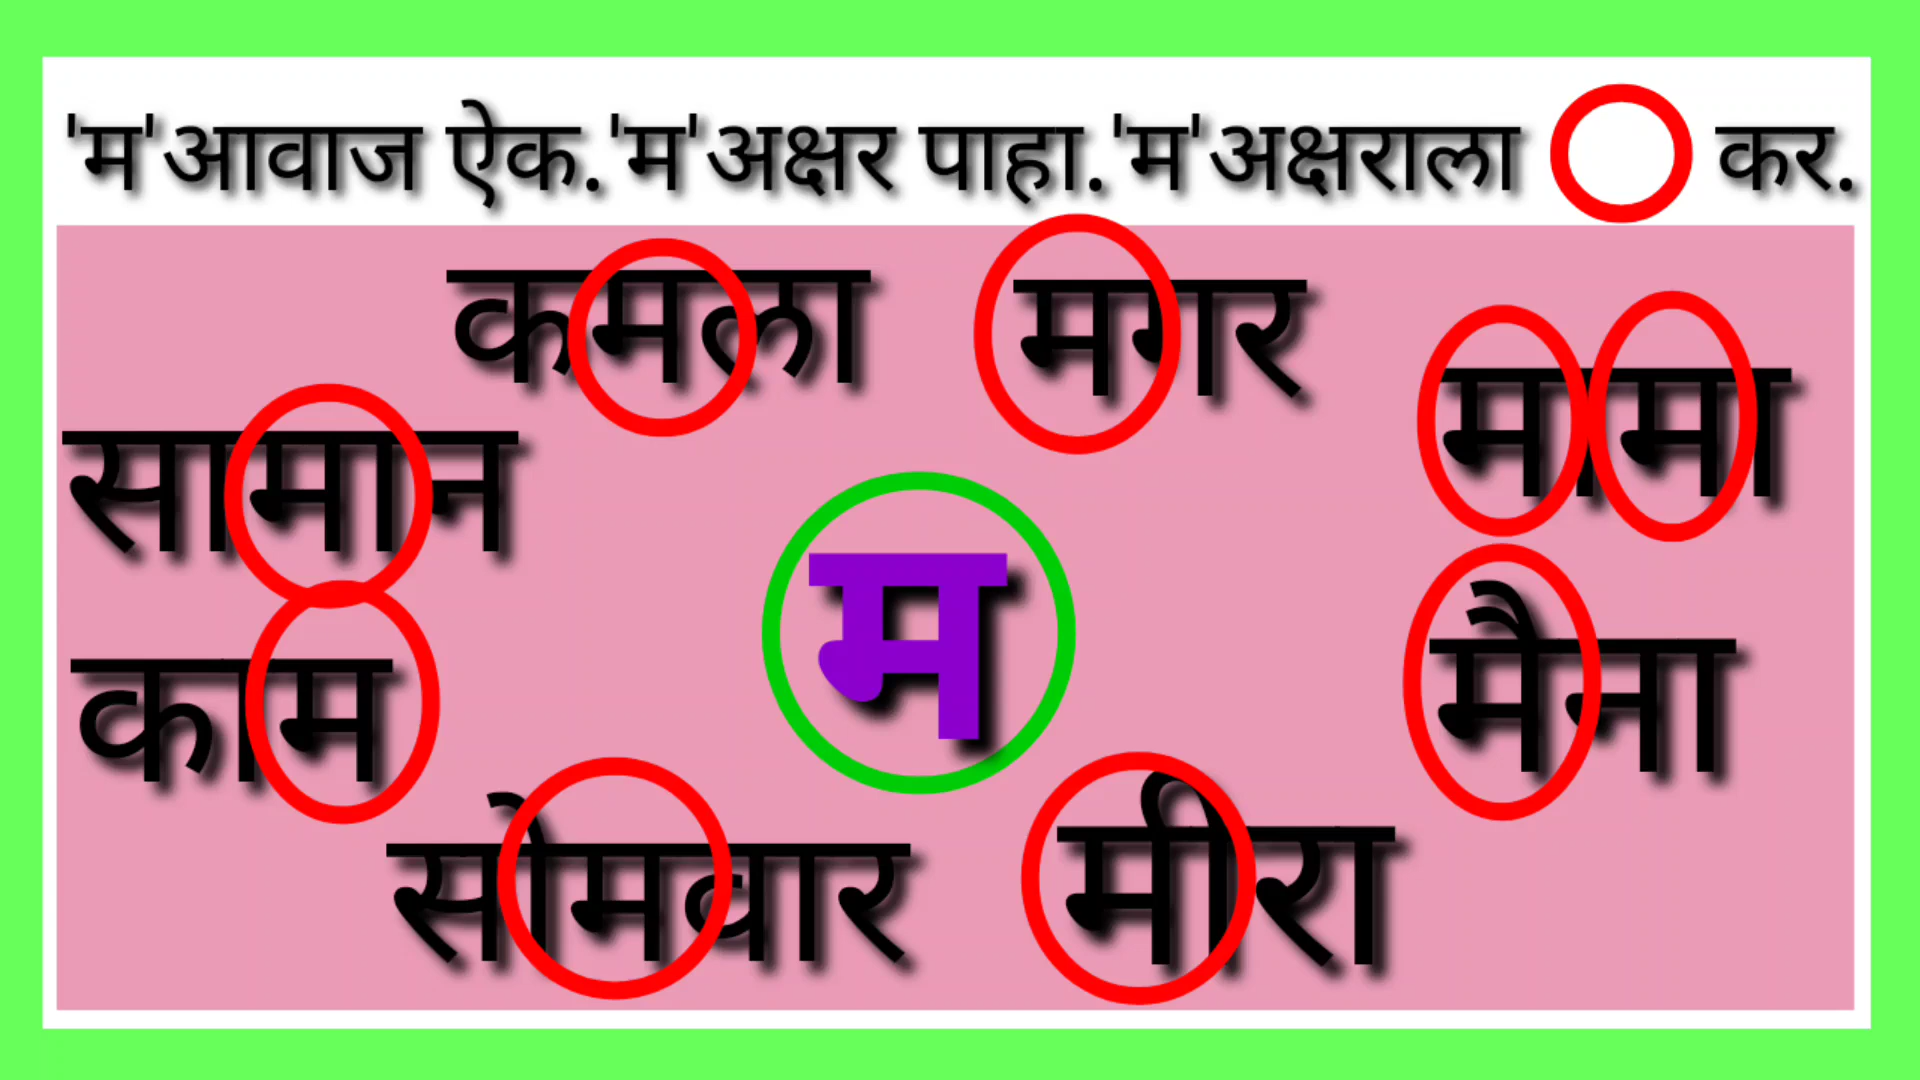 'म'आवाज ऐक.'म'अक्षर पाहा.'म'अक्षराला कर.
कमला
मगर
मामा
सामान
म
काम
मैना
सोमवार
मीरा